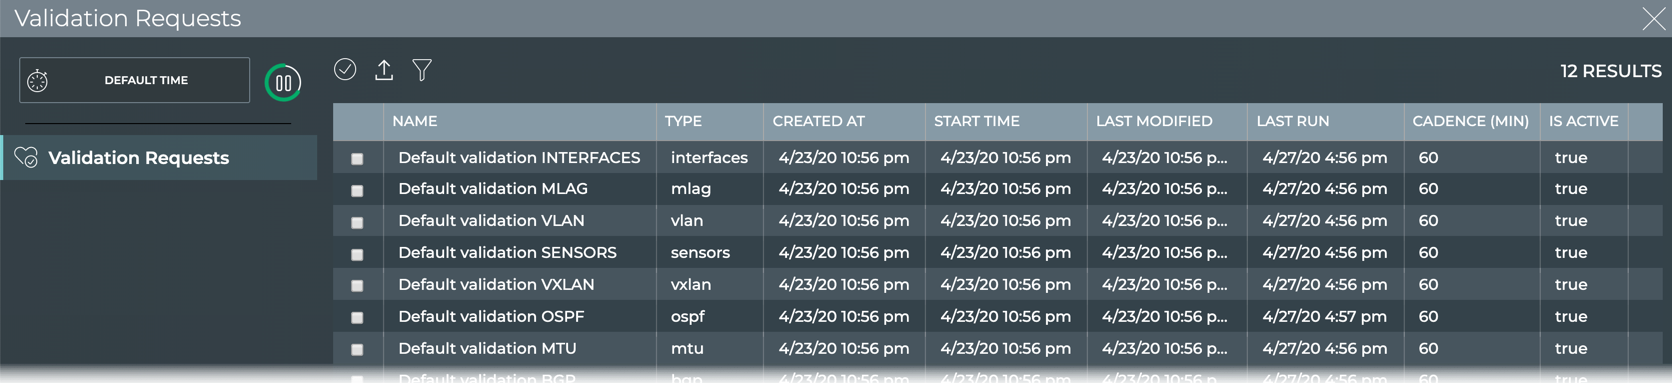 Validation Requests
DEFAULT TIME
12 RESULTS
Validation Requests
NAME TYPE CREATED AT START TIME LAST MODIFIED LAST RUN CADENCE (MIN) IS ACTIVE
Default validation INTERFACES interfaces 4/23/20 10:56 pm 4/23/20 10:56 pm 4/23/20 10:56 p... 4/27/20 4:56 pm 60 true
Default validation MLAG mlag 4/23/20 10:56 pm 4/23/20 10:56 pm 4/23/20 10:56 p... 4/27/20 4:56 pm 60 true
Default validation VLAN vlan 4/23/20 10:56 pm 4/23/20 10:56 pm 4/23/20 10:56 p... 4/27/20 4:56 pm 60 true
Default validation SENSORS sensors 4/23/20 10:56 pm 4/23/20 10:56 pm 4/23/20 10:56 p... 4/27/20 4:56 pm 60 true
Default validation VXLAN vxlan 4/23/20 10:56 pm 4/23/20 10:56 pm 4/23/20 10:56 p... 4/27/20 4:56 pm 60 true
Default validation OSPF ospf 4/23/20 10:56 pm 4/23/20 10:56 pm 4/23/20 10:56 p... 4/27/20 4:57 pm 60 true
Default validation MTU mtu 4/23/20 10:56 pm 4/23/20 10:56 pm 4/23/20 10:56 p... 4/27/20 4:56 pm 60 true
Default validation BGP bgp